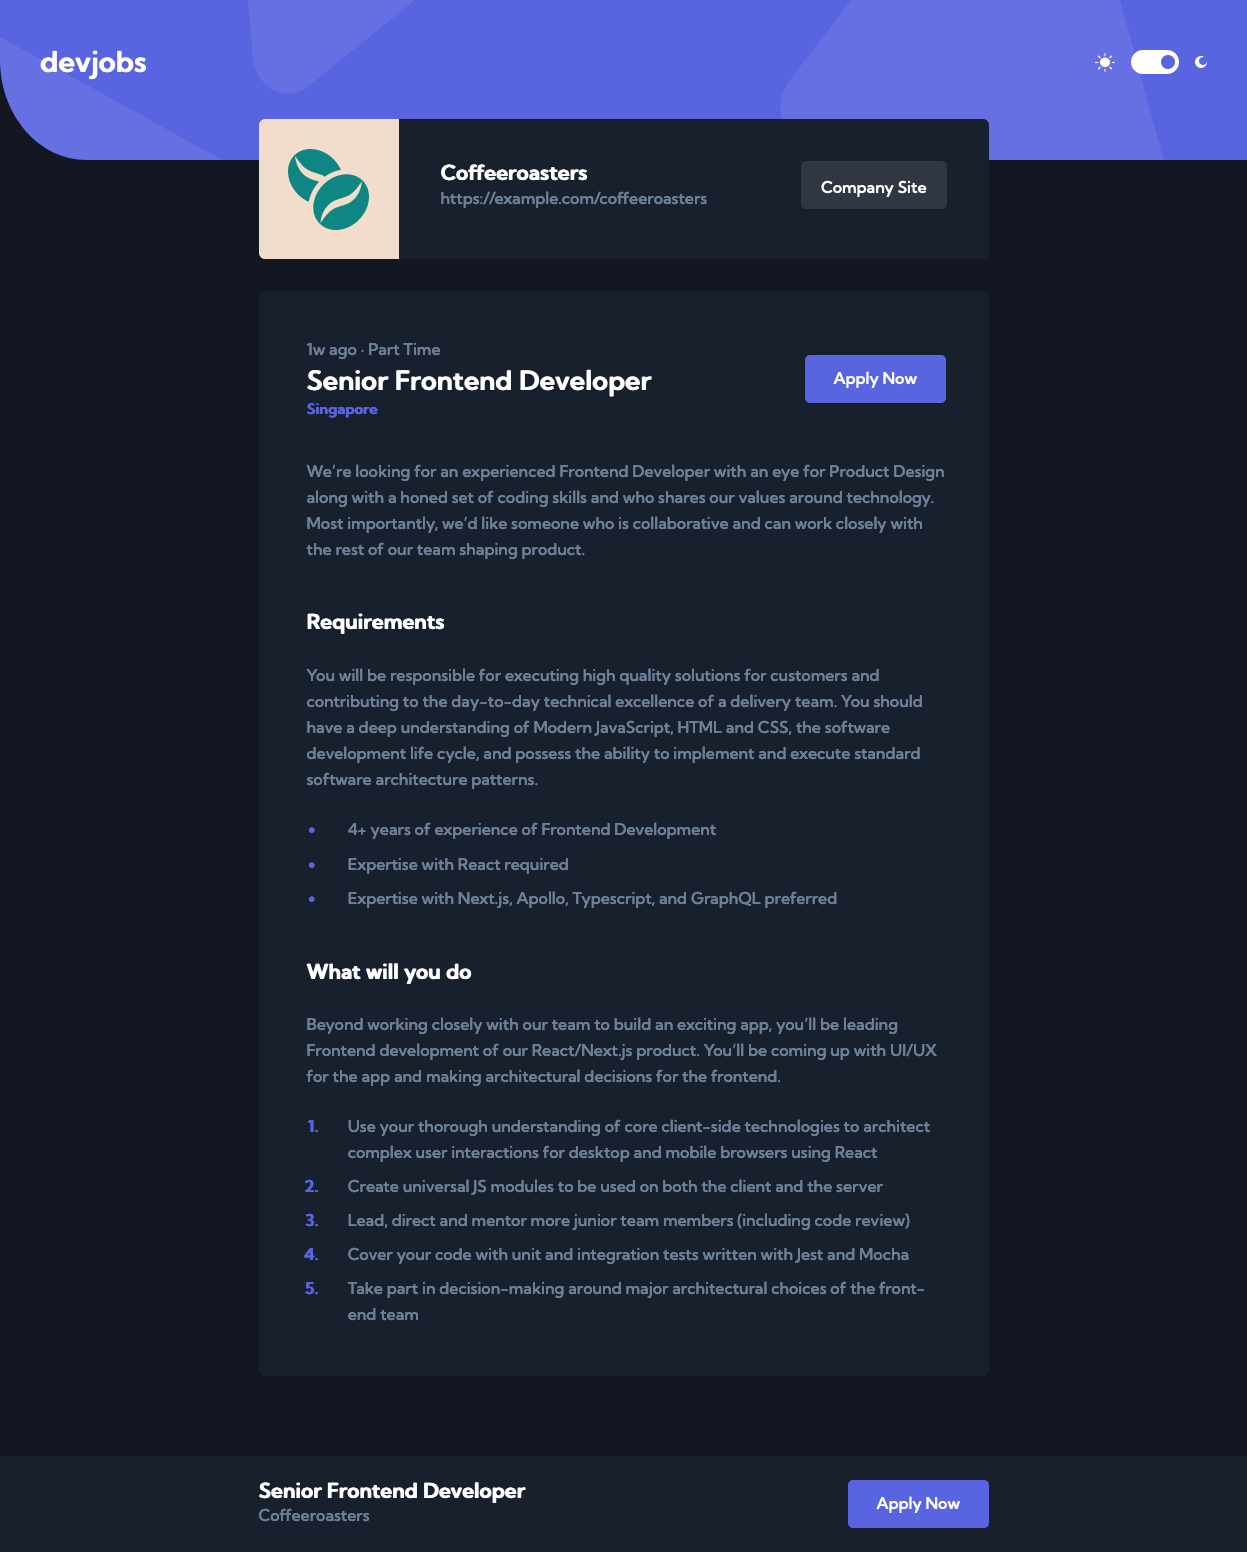 devjobs
Coffeeroasters
https://example.com/coffeeroasters
Company Site
1w ago · Part Time
Senior Frontend Developer
Singapore
Apply Now
We’re looking for an experienced Frontend Developer with an eye for Product Design
along with a honed set of coding skills and who shares our values around technology.
Most importantly, we’d like someone who is collaborative and can work closely with
the rest of our team shaping product.
Requirements
You will be responsible for executing high quality solutions for customers and
contributing to the day-to-day technical excellence of a delivery team. You should
have a deep understanding of Modern JavaScript, HTML and CSS, the software
development life cycle, and possess the ability to implement and execute standard
software architecture patterns.
• 4+ years of experience of Frontend Development
• Expertise with React required
• Expertise with Next.js, Apollo, Typescript, and GraphQL preferred
What will you do
Beyond working closely with our team to build an exciting app, you’ll be leading
Frontend development of our React/Next.js product. You’ll be coming up with UI/UX
for the app and making architectural decisions for the frontend.
1. Use your thorough understanding of core client-side technologies to architect
complex user interactions for desktop and mobile browsers using React
2. Create universal JS modules to be used on both the client and the server
3. Lead, direct and mentor more junior team members (including code review)
4. Cover your code with unit and integration tests written with Jest and Mocha
5. Take part in decision-making around major architectural choices of the front-
end team
Senior Frontend Developer
Coffeeroasters
Apply Now